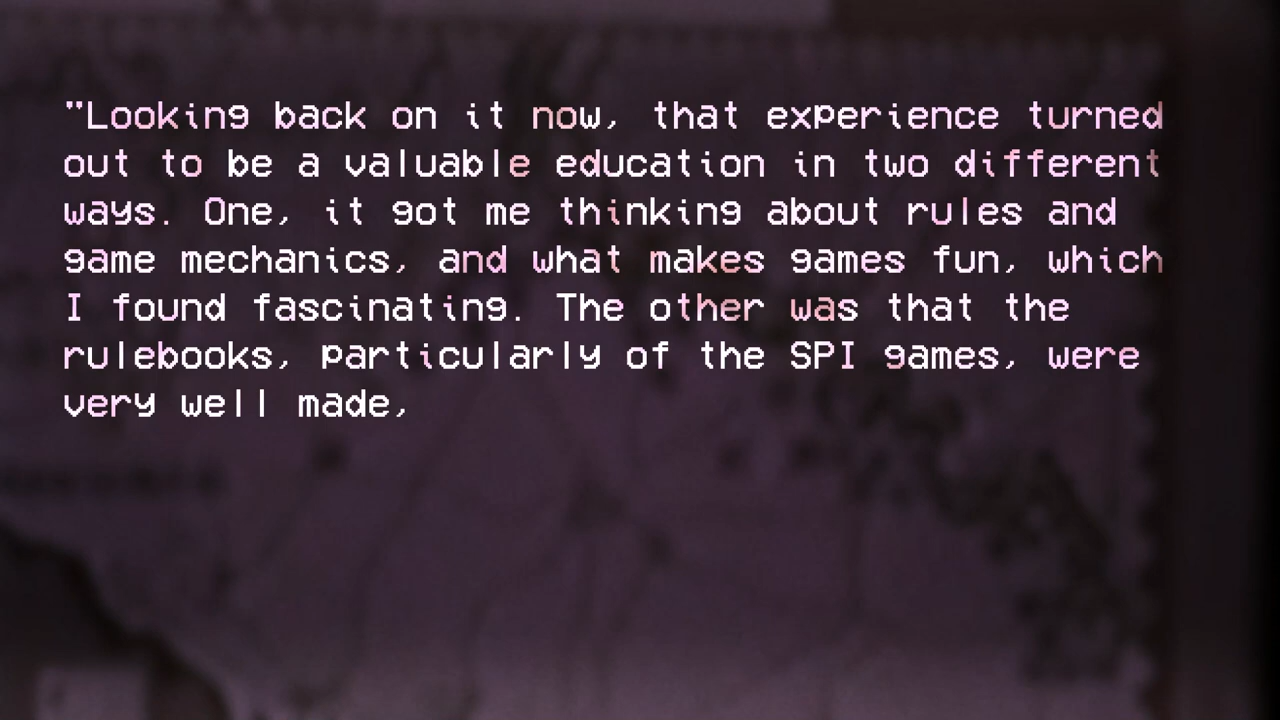 "Looking back on it now, that experience turned
out to be a valuable education in two different
ways. One, it got me thinking about rules and
game mechanics, and what makes games fun, which
I found fascinating. The other was that the
rulebooks, particularly of the SPI games, were
very well made,